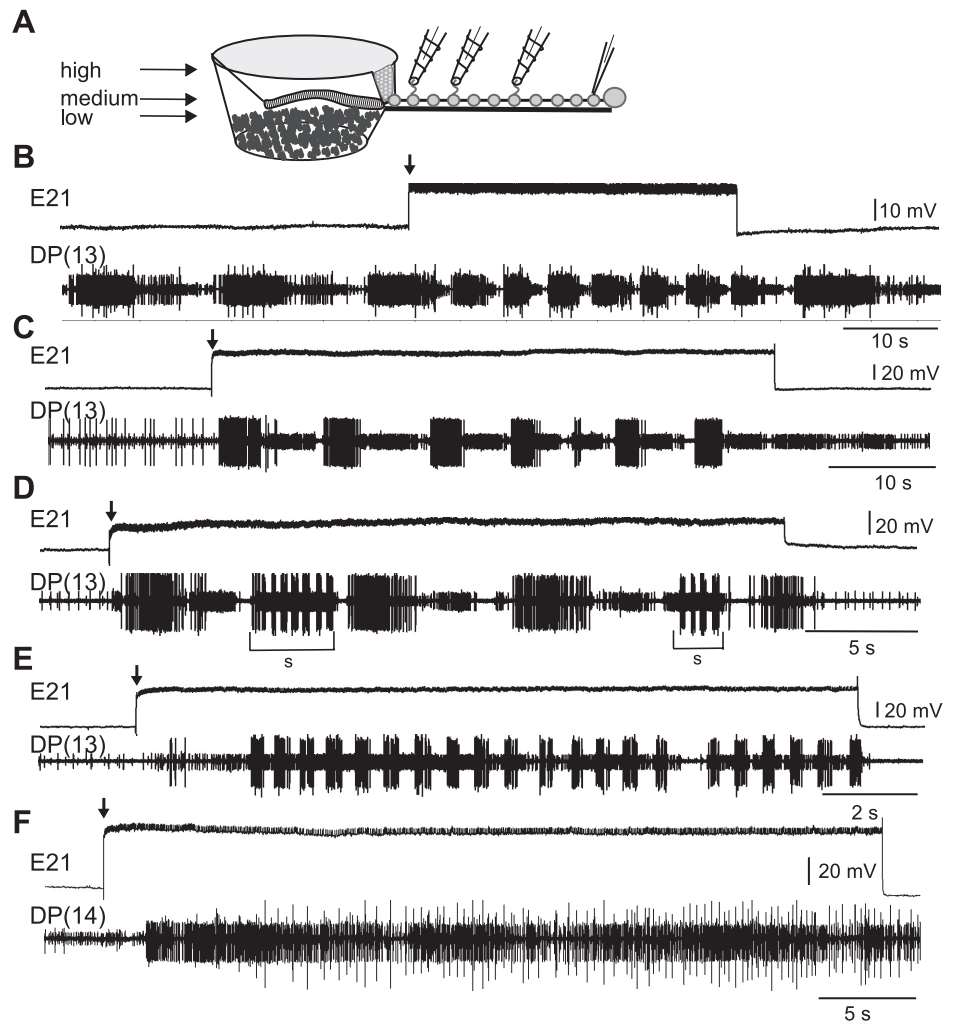 A
high
medium
low
B
E21
10 mV
DP(13)
10 s
C
E21
20 mV
DP(13)
10 s
D
E21
20 mV
DP(13)
s
s
5 s
E
E21
20 mV
DP(13)
2 s
F
E21
20 mV
DP(14)
5 s